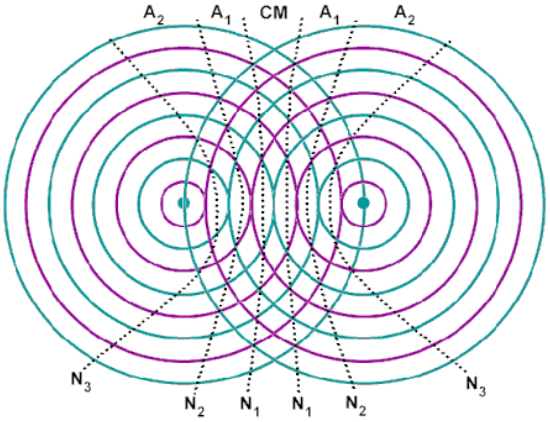 A₂ A₁ CM A₁ A₂
N₃ N₂ N₁ N₁ N₂ N₃